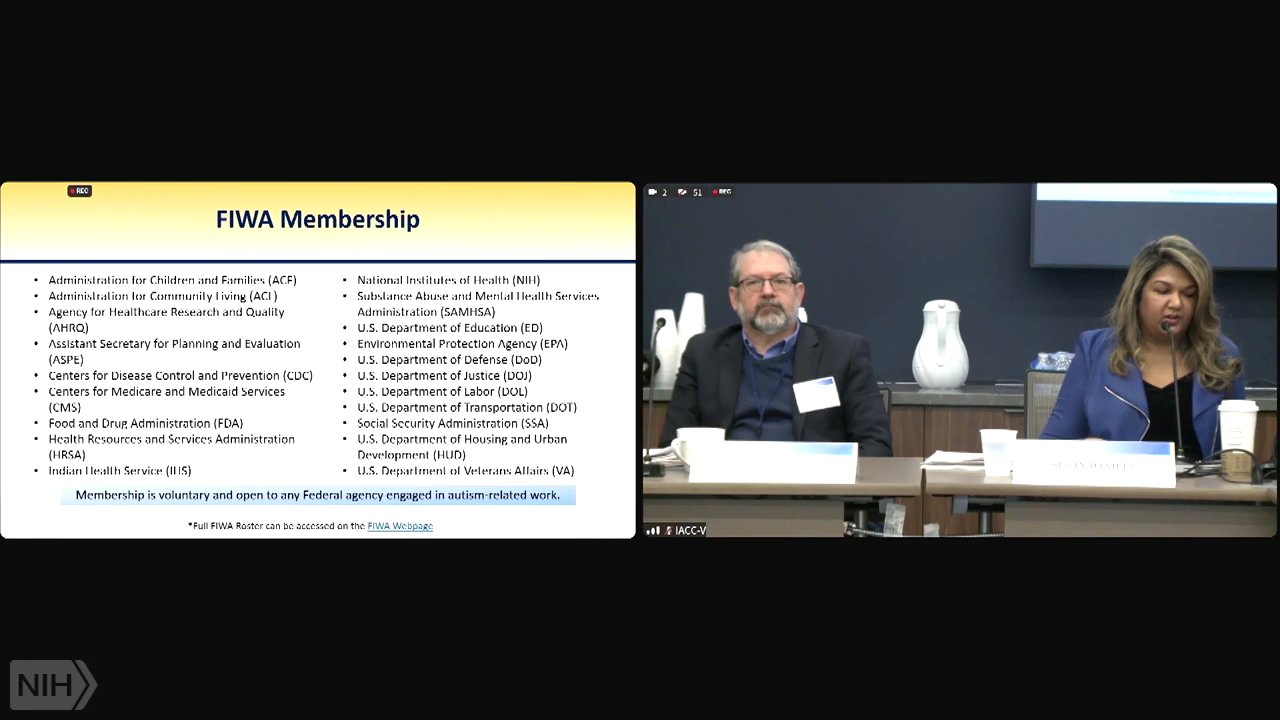 REC
FIWA Membership
• Administration for Children and Families (ACF)
• Administration for Community Living (ACL)
• Agency for Healthcare Research and Quality
(AHRQ)
• Assistant Secretary for Planning and Evaluation
(ASPE)
• Centers for Disease Control and Prevention (CDC)
• Centers for Medicare and Medicaid Services
(CMS)
• Food and Drug Administration (FDA)
• Health Resources and Services Administration
(HRSA)
• Indian Health Service (IHS)
• National Institutes of Health (NIH)
• Substance Abuse and Mental Health Services
Administration (SAMHSA)
• U.S. Department of Education (ED)
• Environmental Protection Agency (EPA)
• U.S. Department of Defense (DoD)
• U.S. Department of Justice (DOJ)
• U.S. Department of Labor (DOL)
• U.S. Department of Transportation (DOT)
• Social Security Administration (SSA)
• U.S. Department of Housing and Urban
Development (HUD)
• U.S. Department of Veterans Affairs (VA)
Membership is voluntary and open to any Federal agency engaged in autism-related work.
*Full FIWA Roster can be accessed on the FIWA Webpage
2 51 REC
SUSAN DANIELS
IACC-V
NIH